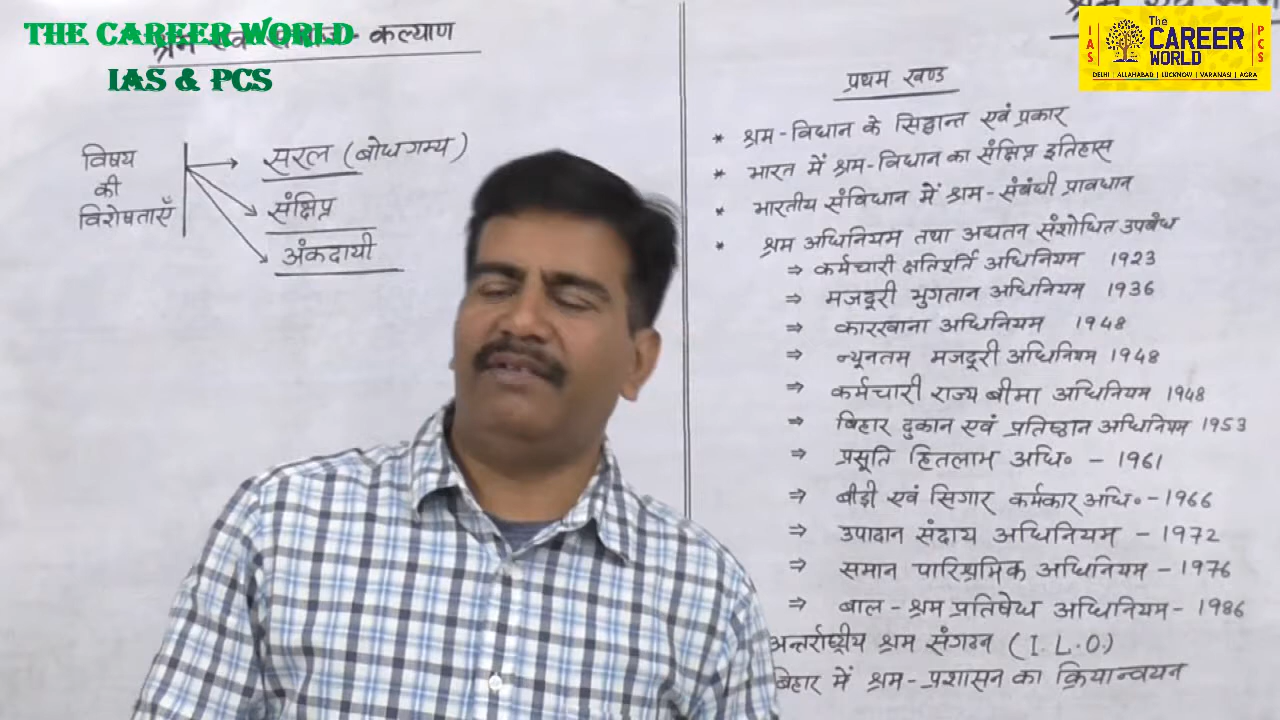 THE CAREER WORLD
IAS & PCS
कल्याण
विषय
की
विशेषताएँ
सरल (बोधगम्य)
संक्षिप्त
अंकदायी
IAS
The
CAREER
WORLD
PCS
DELHI | ALLAHABAD | LUCKNOW | VARANASI | AGRA
प्रथम खण्ड
* श्रम-विधान के सिद्धान्त एवं प्रकार
* भारत में श्रम-विधान का संक्षिप्त इतिहास
* भारतीय संविधान में श्रम-संबंधी प्रावधान
* श्रम अधिनियम तथा अद्यतन संशोधित उपबंध
⇒ कर्मचारी क्षतिपूर्ति अधिनियम 1923
⇒ मजदूरी भुगतान अधिनियम 1936
⇒ कारखाना अधिनियम 1948
⇒ न्यूनतम मजदूरी अधिनियम 1948
⇒ कर्मचारी राज्य बीमा अधिनियम 1948
⇒ बिहार दुकान एवं प्रतिष्ठान अधिनियम 1953
⇒ प्रसूति हितलाभ अधि० - 1961
⇒ बीड़ी एवं सिगार कर्मकार अधि०-1966
⇒ उपादान संदाय अधिनियम - 1972
⇒ समान पारिश्रमिक अधिनियम - 1976
⇒ बाल-श्रम प्रतिषेध अधिनियम - 1986
अन्तर्राष्ट्रीय श्रम संगठन (I.L.O.)
बिहार में श्रम-प्रशासन का क्रियान्वयन